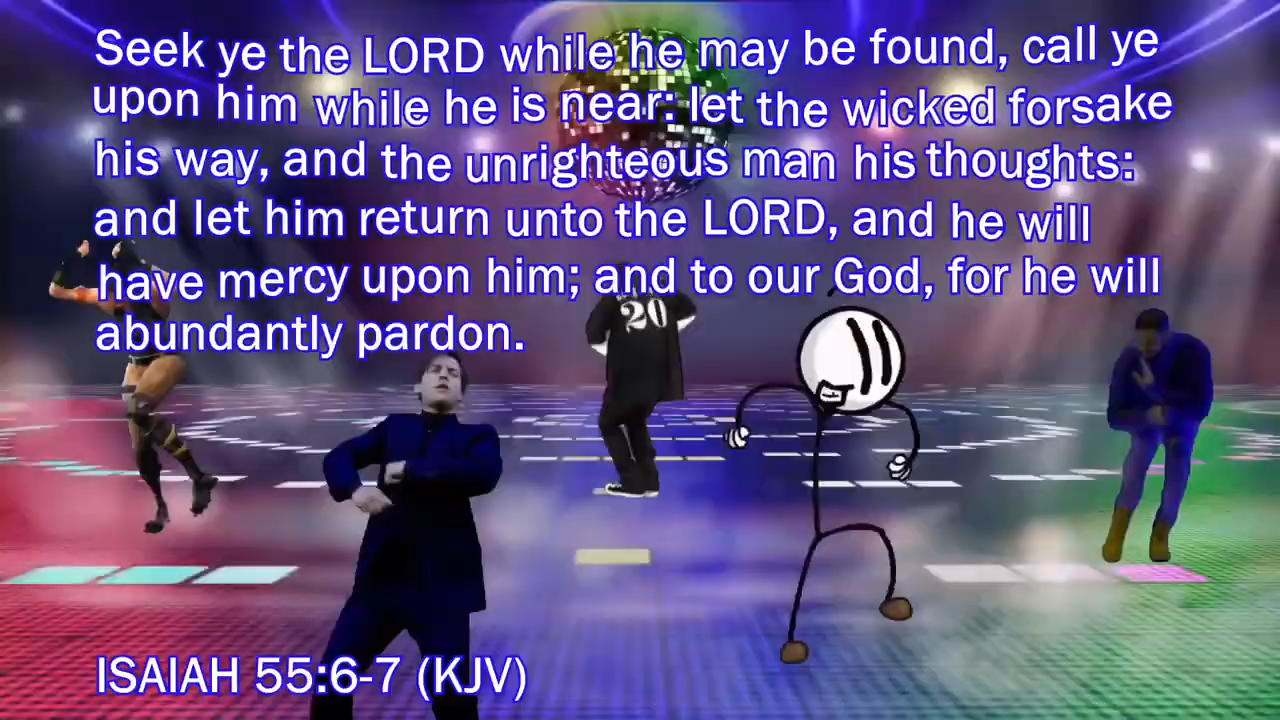 Seek ye the LORD while he may be found, call ye
upon him while he is near: let the wicked forsake
his way, and the unrighteous man his thoughts:
and let him return unto the LORD, and he will
have mercy upon him; and to our God, for he will
abundantly pardon.
20
ISAIAH 55:6-7 (KJV)